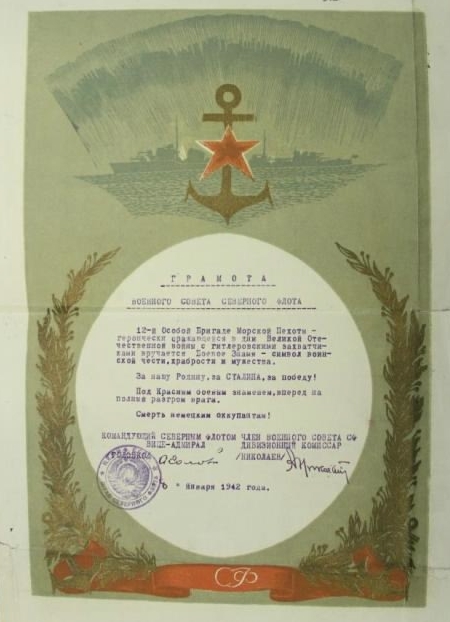 ГРАМОТА
ВОЕННОГО СОВЕТА СЕВЕРНОГО ФЛОТА
12-й Особой Бригаде Морской Пехоты -
героически сражающейся в дни Великой Оте-
чественной войны с гитлеровскими захватчи-
ками вручается Боевое Знамя - символ воин-
ской чести, храбрости и мужества.
За нашу Родину, за СТАЛИНА, за победу!
Под Красным боевым знаменем, вперед на
полный разгром врага.
Смерть немецким оккупантам!
КОМАНДУЮЩИЙ СЕВЕРНЫМ ФЛОТОМ ЧЛЕН ВОЕННОГО СОВЕТА СФ
ВИЦЕ-АДМИРАЛ ДИВИЗИОННЫЙ КОМИССАР
/ГОЛОВКО/ /НИКОЛАЕВ/
" января 1942 года.
СФ